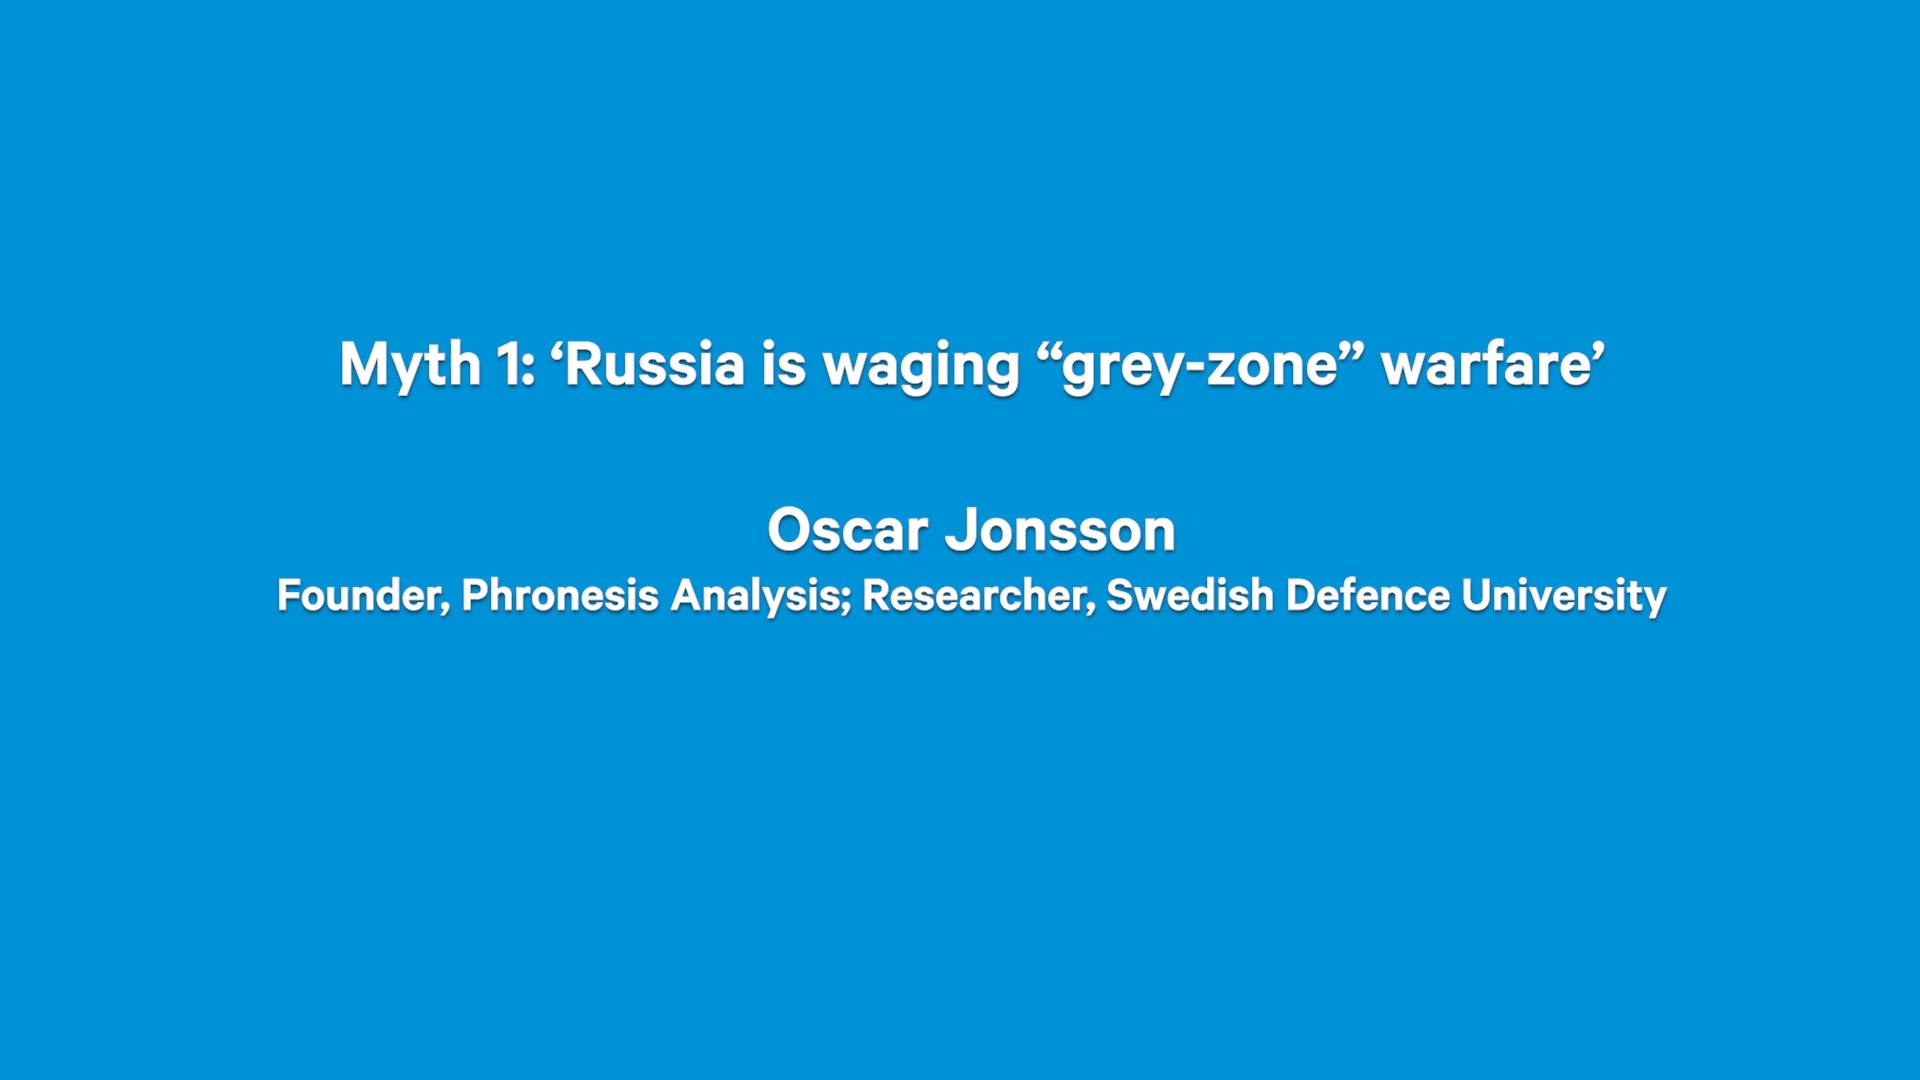 Myth 1: ‘Russia is waging “grey-zone” warfare’
Oscar Jonsson
Founder, Phronesis Analysis; Researcher, Swedish Defence University